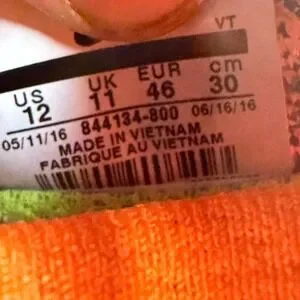 VT
US UK EUR cm
12 11 46 30
05/11/16 844134-800 06/16/16
MADE IN VIETNAM
FABRIQUE AU VIETNAM